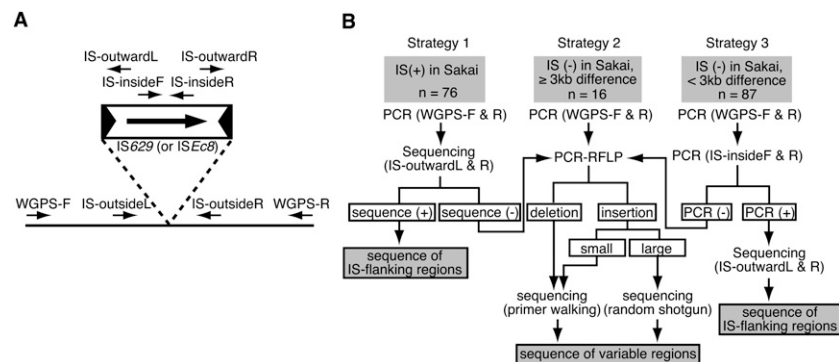 A
IS-outwardL
IS-outwardR
IS-insideF
IS-insideR
IS629 (or ISEc8)
WGPS-F
IS-outsideL
IS-outsideR
WGPS-R
B
Strategy 1
Strategy 2
Strategy 3
IS(+) in Sakai
n = 76
IS (-) in Sakai,
≥ 3kb difference
n = 16
IS (-) in Sakai,
< 3kb difference
n = 87
PCR (WGPS-F & R)
PCR (WGPS-F & R)
PCR (WGPS-F & R)
Sequencing
(IS-outwardL & R)
PCR-RFLP
PCR (IS-insideF & R)
sequence (+)
sequence (-)
deletion
insertion
PCR (-)
PCR (+)
small
large
sequence of
IS-flanking regions
Sequencing
(IS-outwardL & R)
sequencing
(primer walking)
sequencing
(random shotgun)
sequence of
IS-flanking regions
sequence of variable regions